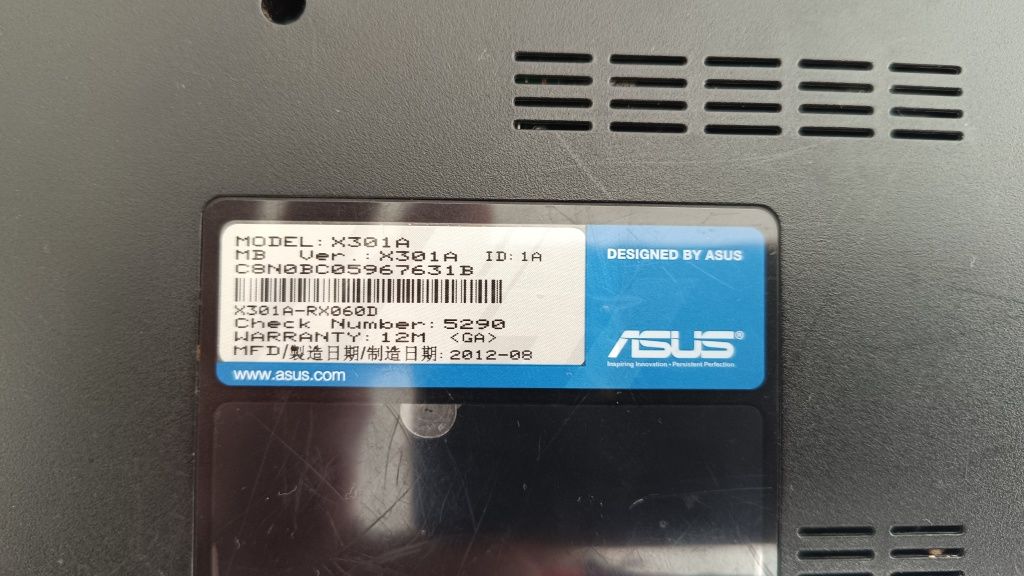 MODEL: X301A
MB Ver.: X301A ID: 1A
C8N0BC05967631B
X301A-RX060D
Check Number: 5290
WARRANTY: 12M <GA>
MFD/製造日期/制造日期: 2012-08
www.asus.com
DESIGNED BY ASUS
ASUS®
Inspiring Innovation • Persistent Perfection